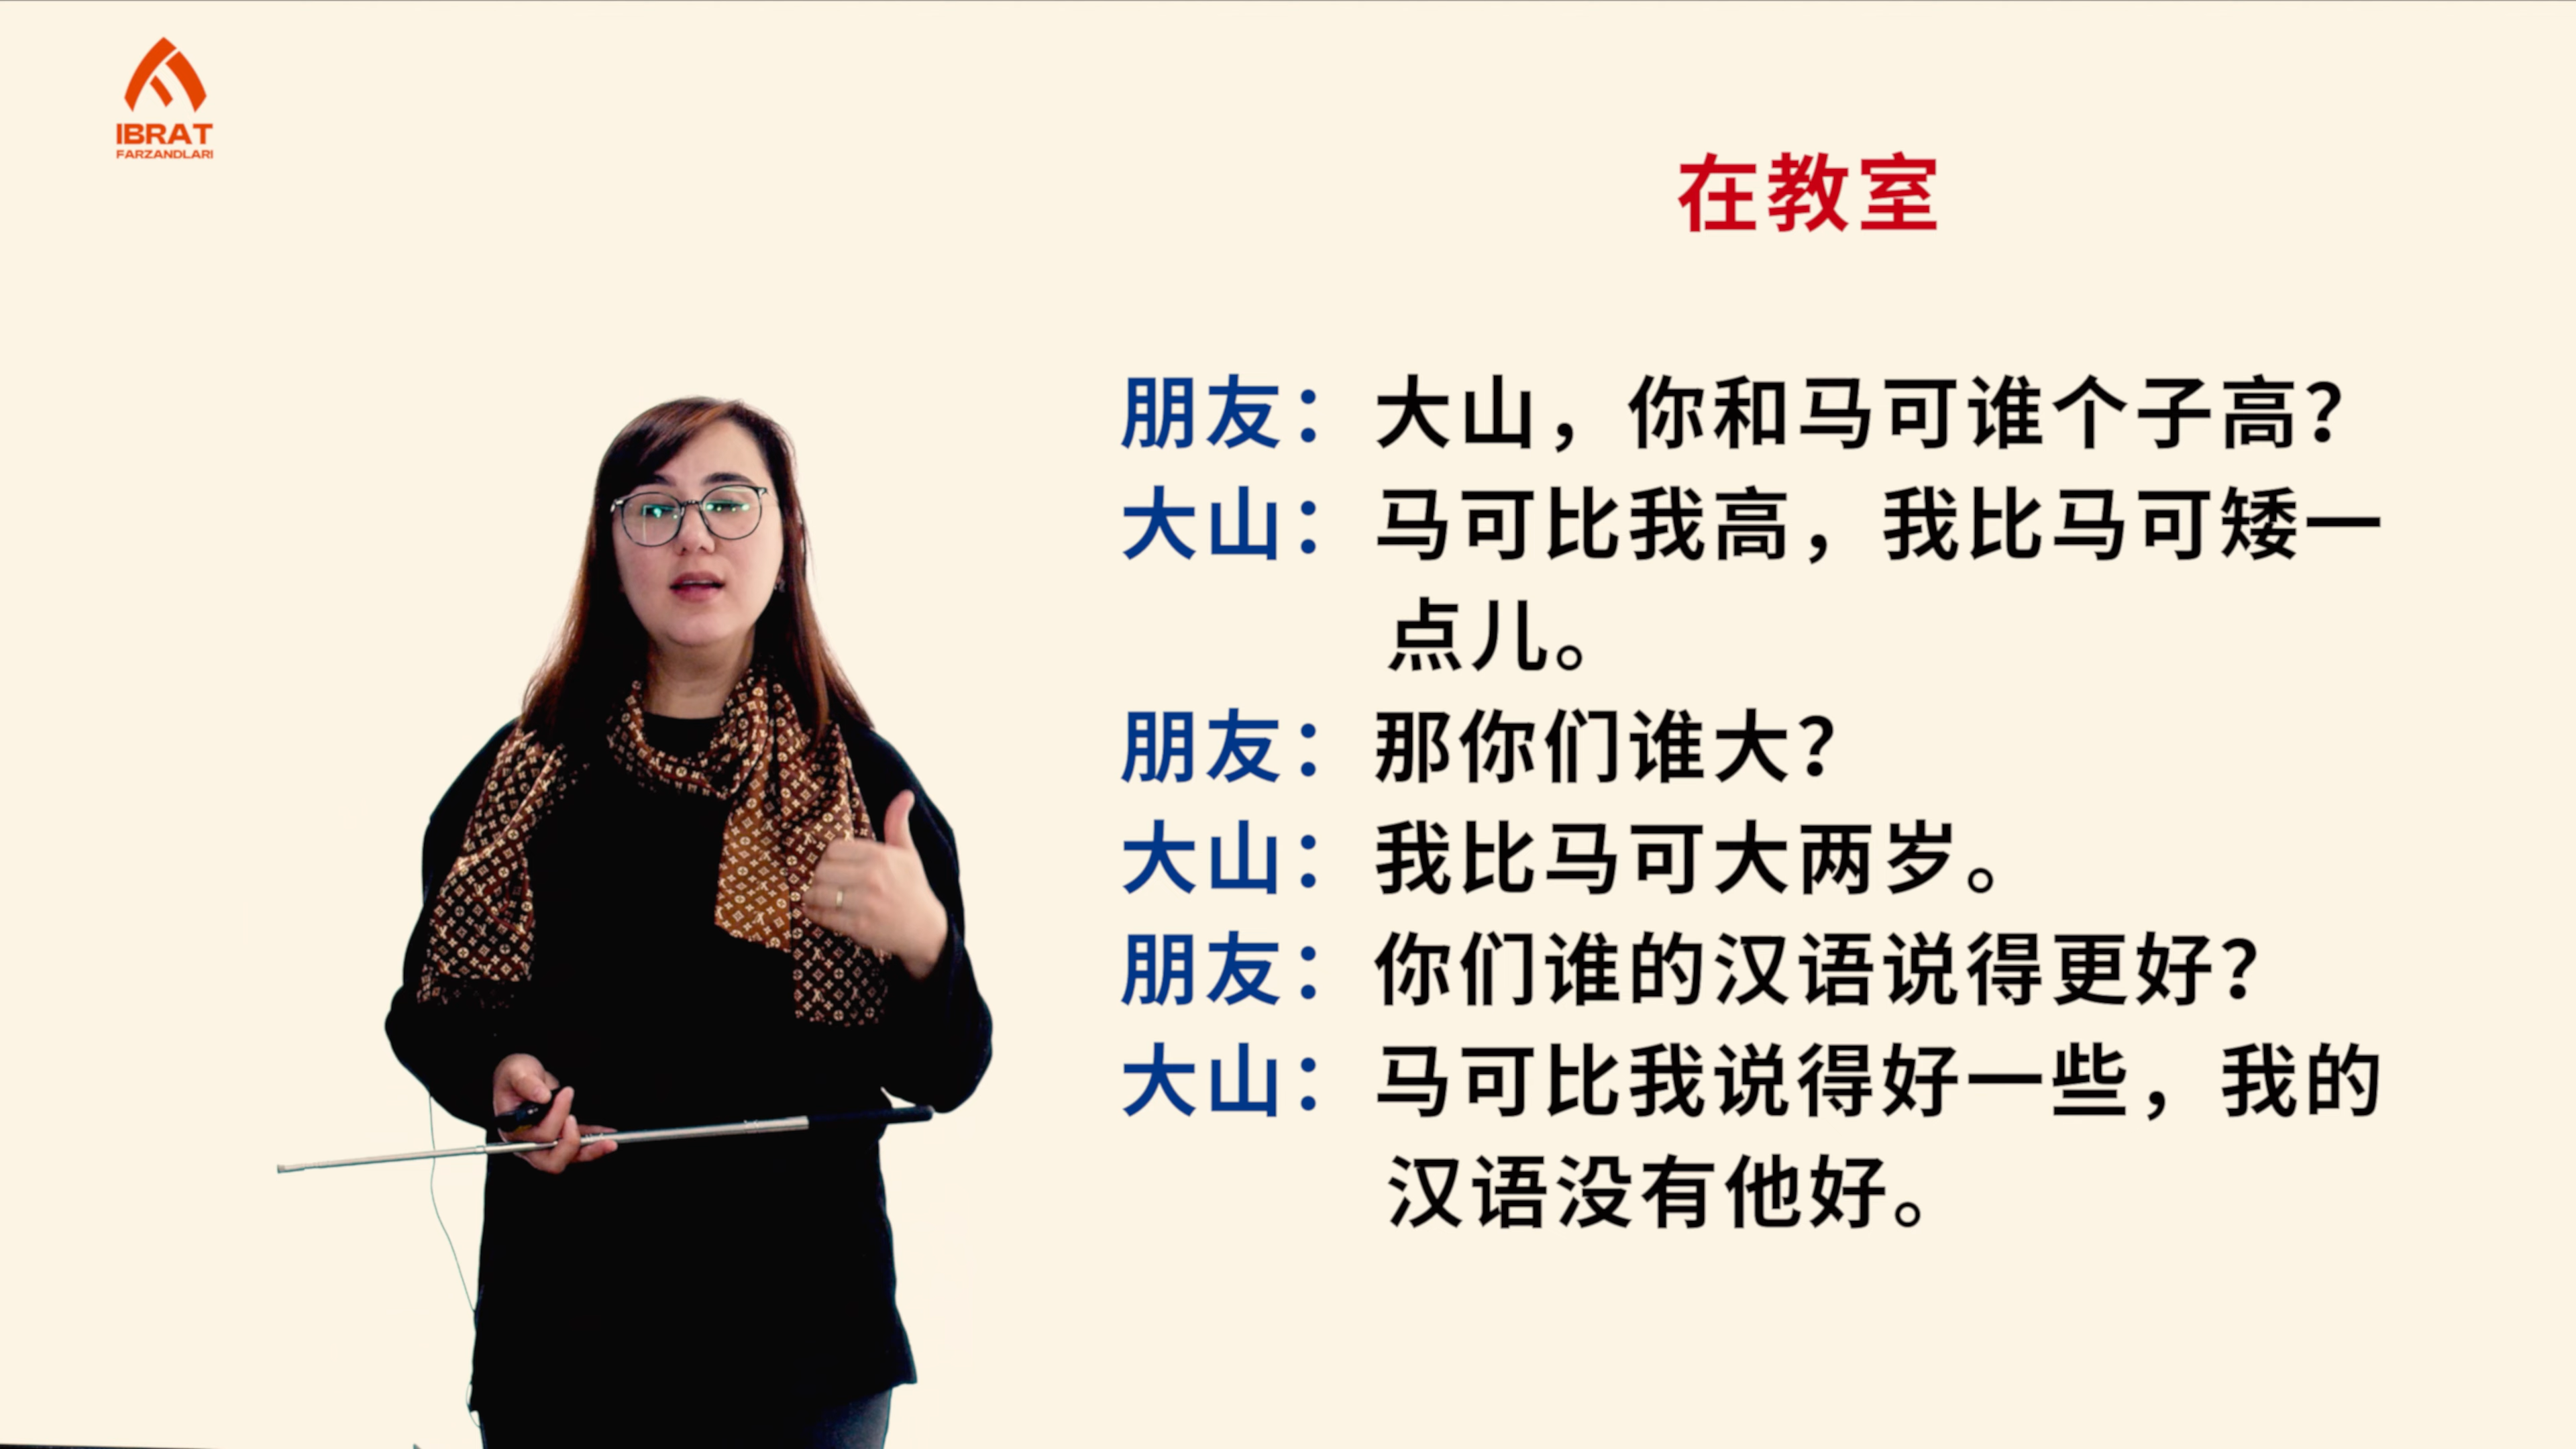 IBRAT
FARZANDLARI
在教室
朋友：大山，你和马可谁个子高？
大山：马可比我高，我比马可矮一
点儿。
朋友：那你们谁大？
大山：我比马可大两岁。
朋友：你们谁的汉语说得更好？
大山：马可比我说得好一些，我的
汉语没有他好。